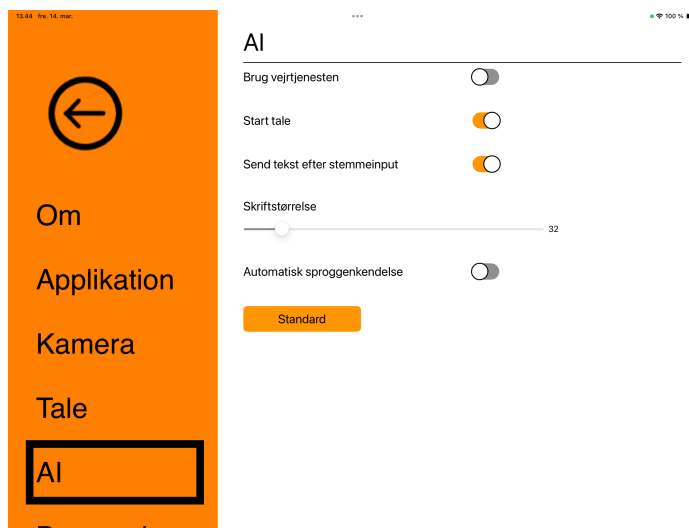 13.44 fre. 14. mar.
100 %
AI
Brug vejrtjenesten
Start tale
Send tekst efter stemmeinput
Skriftstørrelse
32
Automatisk sproggenkendelse
Standard
Om
Applikation
Kamera
Tale
AI